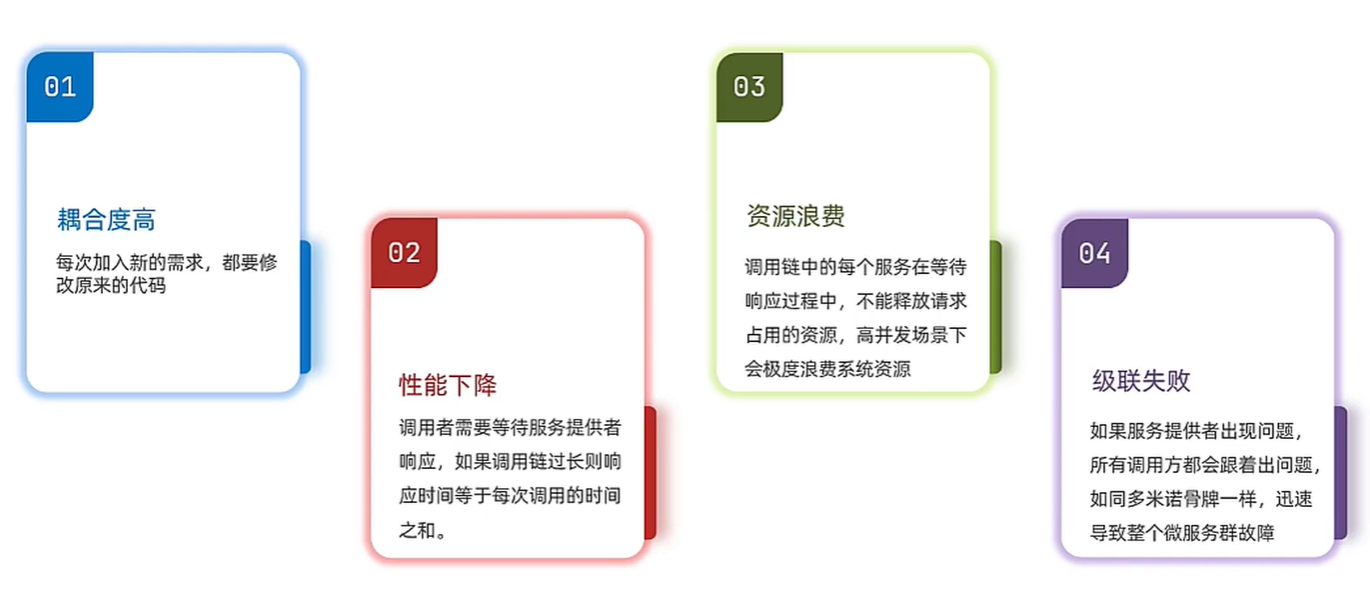 01
耦合度高
每次加入新的需求，都要修
改原来的代码
02
性能下降
调用者需要等待服务提供者
响应，如果调用链过长则响
应时间等于每次调用的时间
之和。
03
资源浪费
调用链中的每个服务在等待
响应过程中，不能释放请求
占用的资源，高并发场景下
会极度浪费系统资源
04
级联失败
如果服务提供者出现问题，
所有调用方都会跟着出问题，
如同多米诺骨牌一样，迅速
导致整个微服务群故障